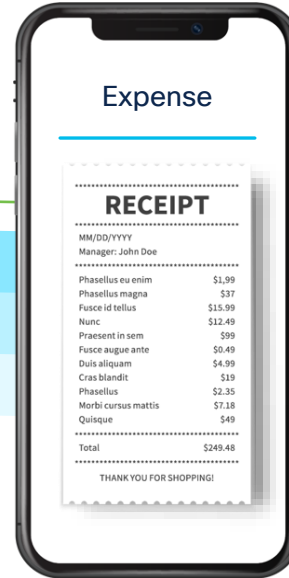 Expense
RECEIPT
MM/DD/YYYY
Manager: John Doe
Phasellus eu enim $1,99
Phasellus magna $37
Fusce id tellus $15.99
Nunc $12.49
Praesent in sem $99
Fusce augue ante $0.49
Duis aliquam $4.99
Cras blandit $19
Phasellus $2.35
Morbi cursus mattis $7.18
Quisque $49
Total $249.48
THANK YOU FOR SHOPPING!